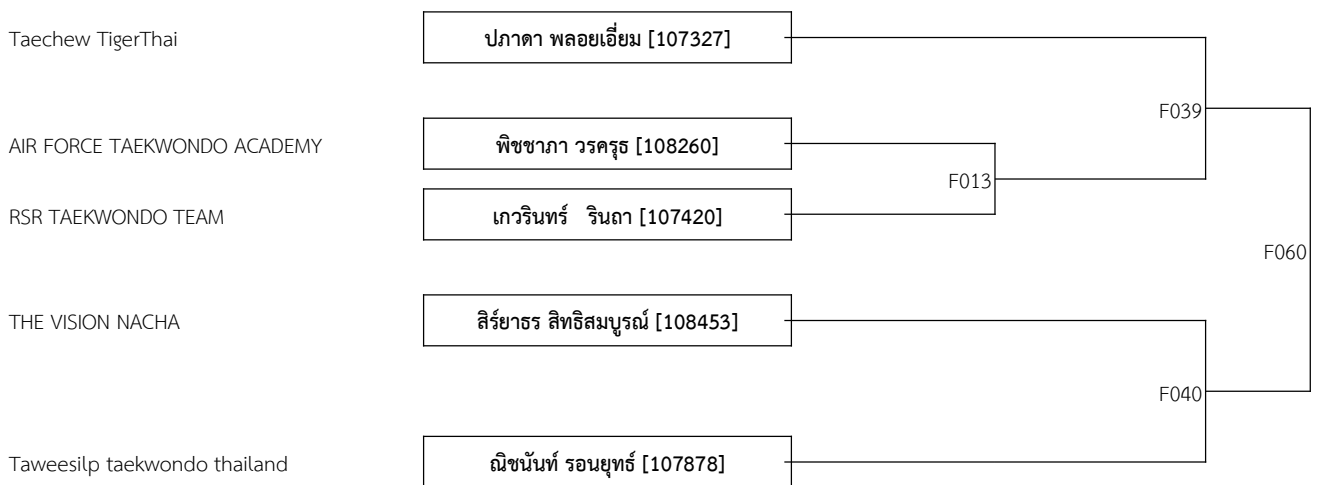 Taechew TigerThai ปภาดา พลอยเอี่ยม [107327]
F039
AIR FORCE TAEKWONDO ACADEMY พิชชาภา วรครุธ [108260]
F013
RSR TAEKWONDO TEAM เกวรินทร์ รินถา [107420]
F060
THE VISION NACHA สิร์ยาธร สิทธิสมบูรณ์ [108453]
F040
Taweesilp taekwondo thailand ณิชนันท์ รอนยุทธ์ [107878]